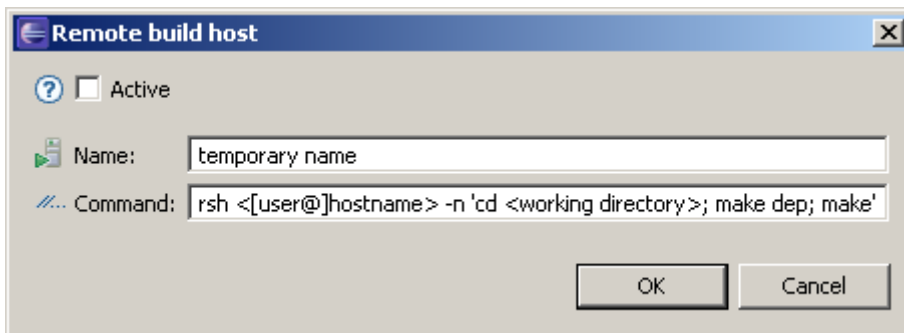 Remote build host
Active
Name: temporary name
Command: rsh <[user@]hostname> -n 'cd <working directory>; make dep; make'
OK Cancel